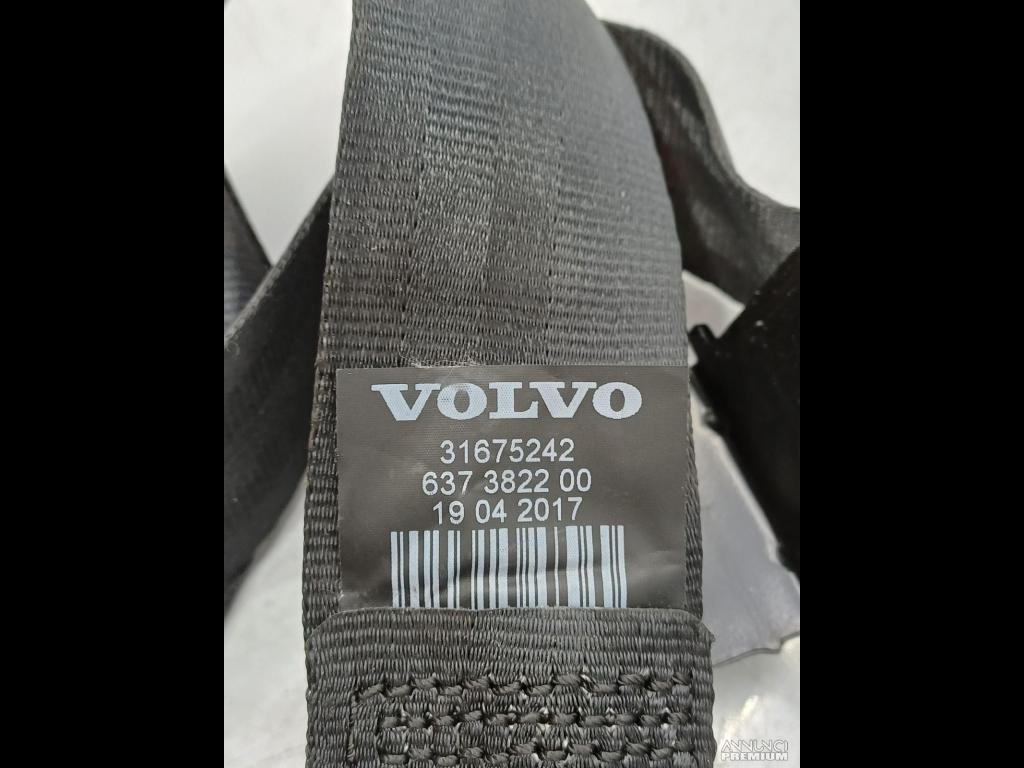 VOLVO
31675242
637 3822 00
19 04 2017
ANNUNCI
PREMIUM